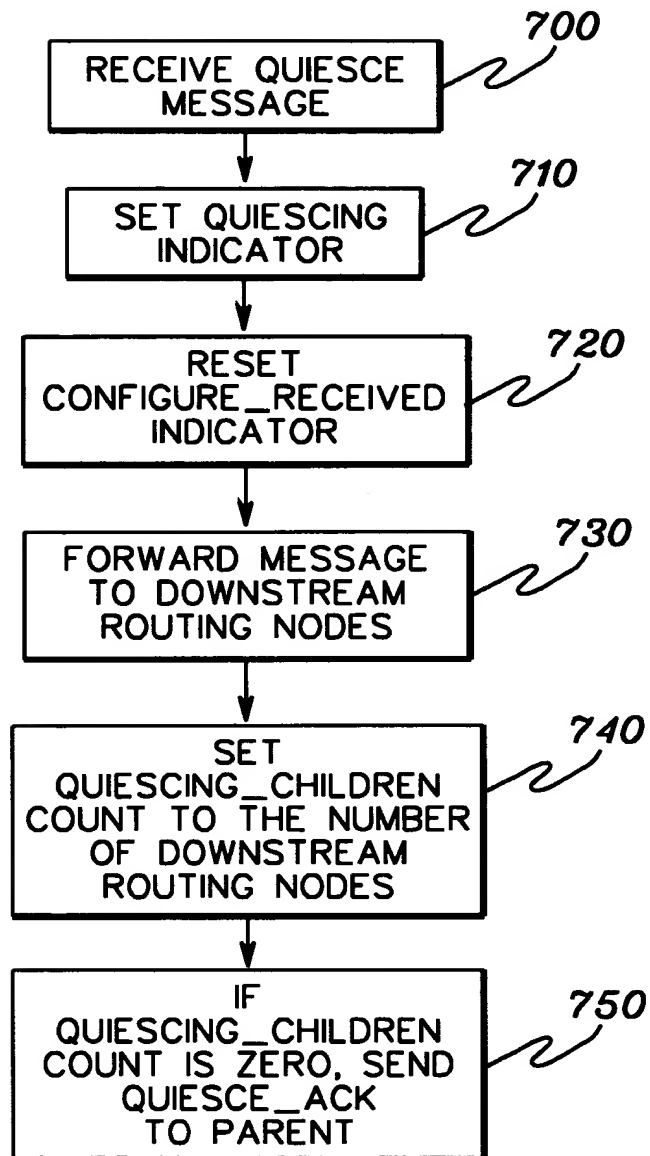 700
RECEIVE QUIESCE
MESSAGE
710
SET QUIESCING
INDICATOR
720
RESET
CONFIGURE_RECEIVED
INDICATOR
730
FORWARD MESSAGE
TO DOWNSTREAM
ROUTING NODES
740
SET
QUIESCING_CHILDREN
COUNT TO THE NUMBER
OF DOWNSTREAM
ROUTING NODES
750
IF
QUIESCING_CHILDREN
COUNT IS ZERO, SEND
QUIESCE_ACK
TO PARENT